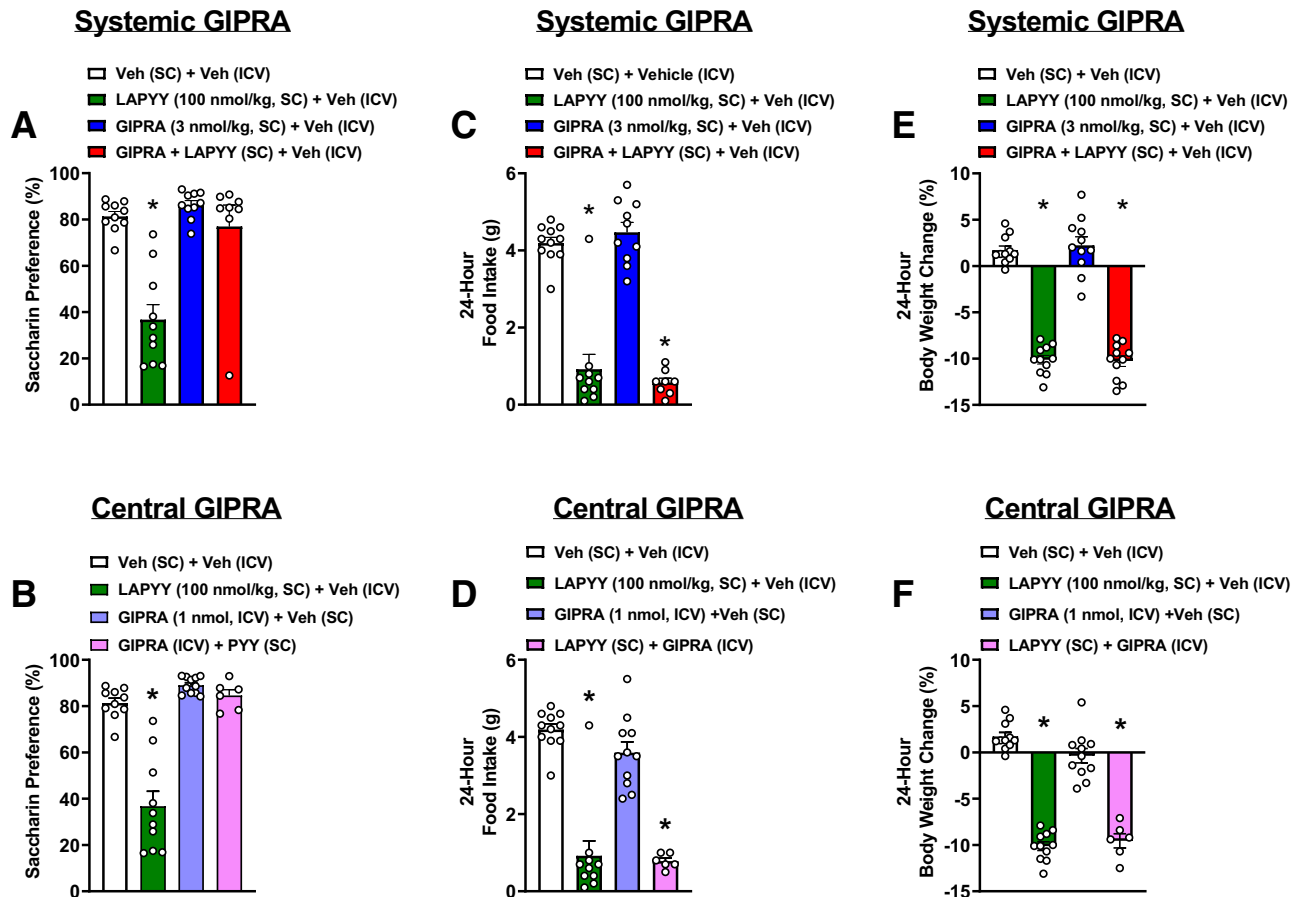 Systemic GIPRA
Veh (SC) + Veh (ICV)
LAPYY (100 nmol/kg, SC) + Veh (ICV)
GIPRA (3 nmol/kg, SC) + Veh (ICV)
GIPRA + LAPYY (SC) + Veh (ICV)
A
Saccharin Preference (%)
100
80
60
40
20
0
*
Systemic GIPRA
Veh (SC) + Vehicle (ICV)
LAPYY (100 nmol/kg, SC) + Veh (ICV)
GIPRA (3 nmol/kg, SC) + Veh (ICV)
GIPRA + LAPYY (SC) + Veh (ICV)
C
24-Hour
Food Intake (g)
6
4
2
0
*
*
Systemic GIPRA
Veh (SC) + Veh (ICV)
LAPYY (100 nmol/kg, SC) + Veh (ICV)
GIPRA (3 nmol/kg, SC) + Veh (ICV)
GIPRA + LAPYY (SC) + Veh (ICV)
E
24-Hour
Body Weight Change (%)
10
5
0
-5
-10
-15
*
*
Central GIPRA
Veh (SC) + Veh (ICV)
LAPYY (100 nmol/kg, SC) + Veh (ICV)
GIPRA (1 nmol, ICV) + Veh (SC)
GIPRA (ICV) + PYY (SC)
B
Saccharin Preference (%)
100
80
60
40
20
0
*
Central GIPRA
Veh (SC) + Veh (ICV)
LAPYY (100 nmol/kg, SC) + Veh (ICV)
GIPRA (1 nmol, ICV) +Veh (SC)
LAPYY (SC) + GIPRA (ICV)
D
24-Hour
Food Intake (g)
6
4
2
0
*
*
Central GIPRA
Veh (SC) + Veh (ICV)
LAPYY (100 nmol/kg, SC) + Veh (ICV)
GIPRA (1 nmol, ICV) +Veh (SC)
LAPYY (SC) + GIPRA (ICV)
F
24-Hour
Body Weight Change (%)
10
5
0
-5
-10
-15
*
*